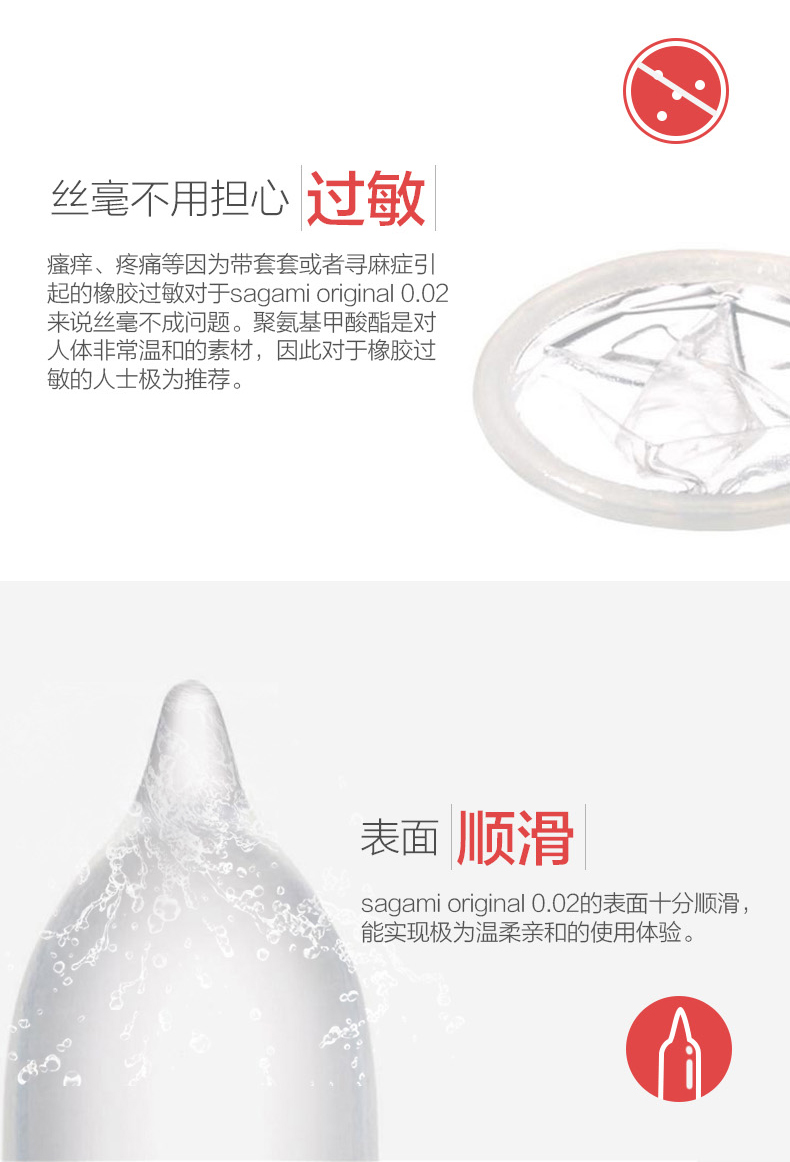 丝毫不用担心 过敏
瘙痒、疼痛等因为带套套或者寻麻症引
起的橡胶过敏对于sagami original 0.02
来说丝毫不成问题。聚氨基甲酸酯是对
人体非常温和的素材，因此对于橡胶过
敏的人士极为推荐。
表面 顺滑
sagami original 0.02的表面十分顺滑，
能实现极为温柔亲和的使用体验。